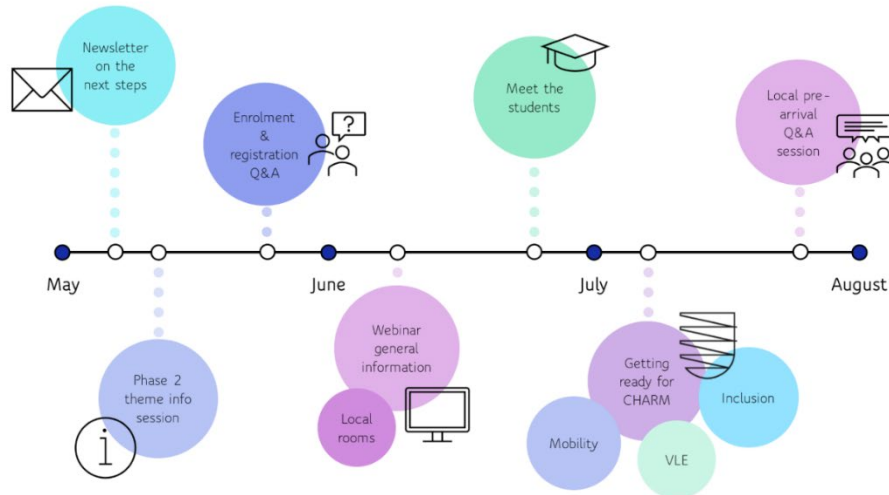 Newsletter
on the
next steps
Enrolment
&
registration
Q&A
?
Meet the
students
Local pre-
arrival
Q&A
session
May
June
July
August
Phase 2
theme info
session
i
Webinar
general
information
Local
rooms
Getting
ready for
CHARM
Mobility
VLE
Inclusion